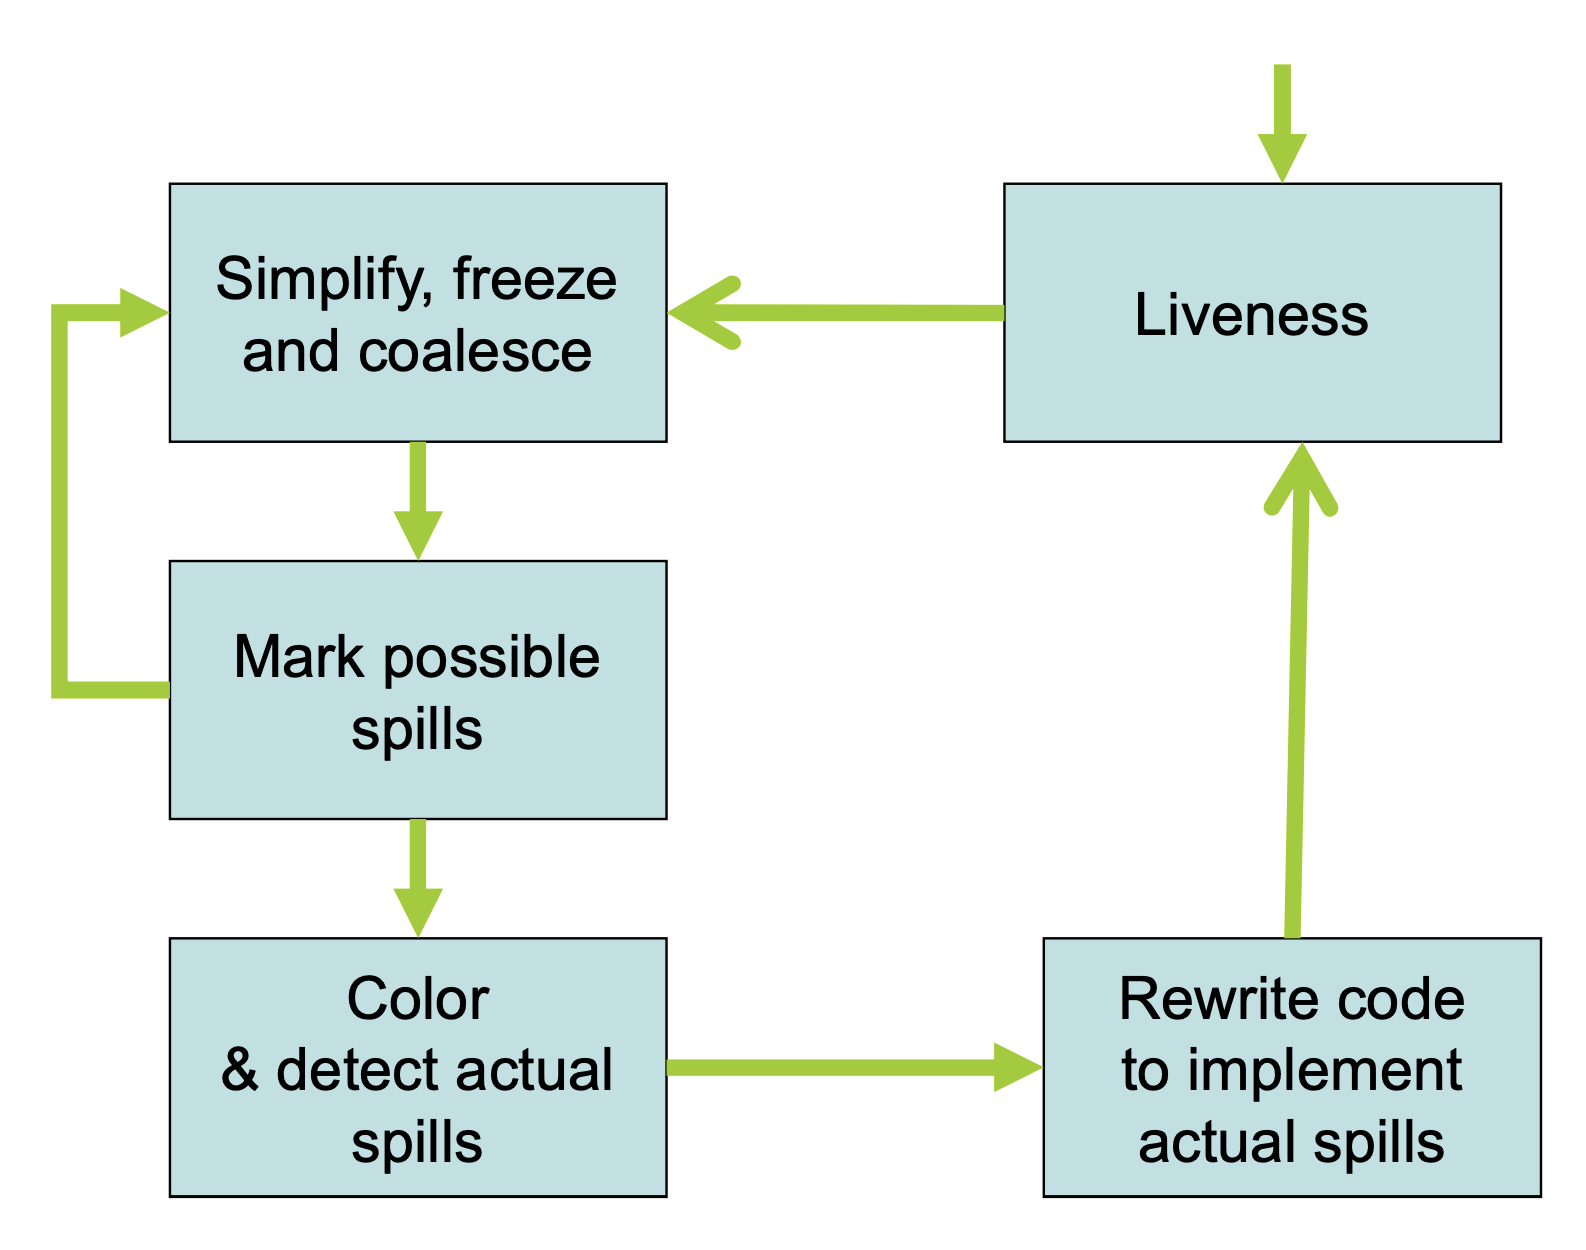 Simplify, freeze
and coalesce
Liveness
Mark possible
spills
Color
& detect actual
spills
Rewrite code
to implement
actual spills